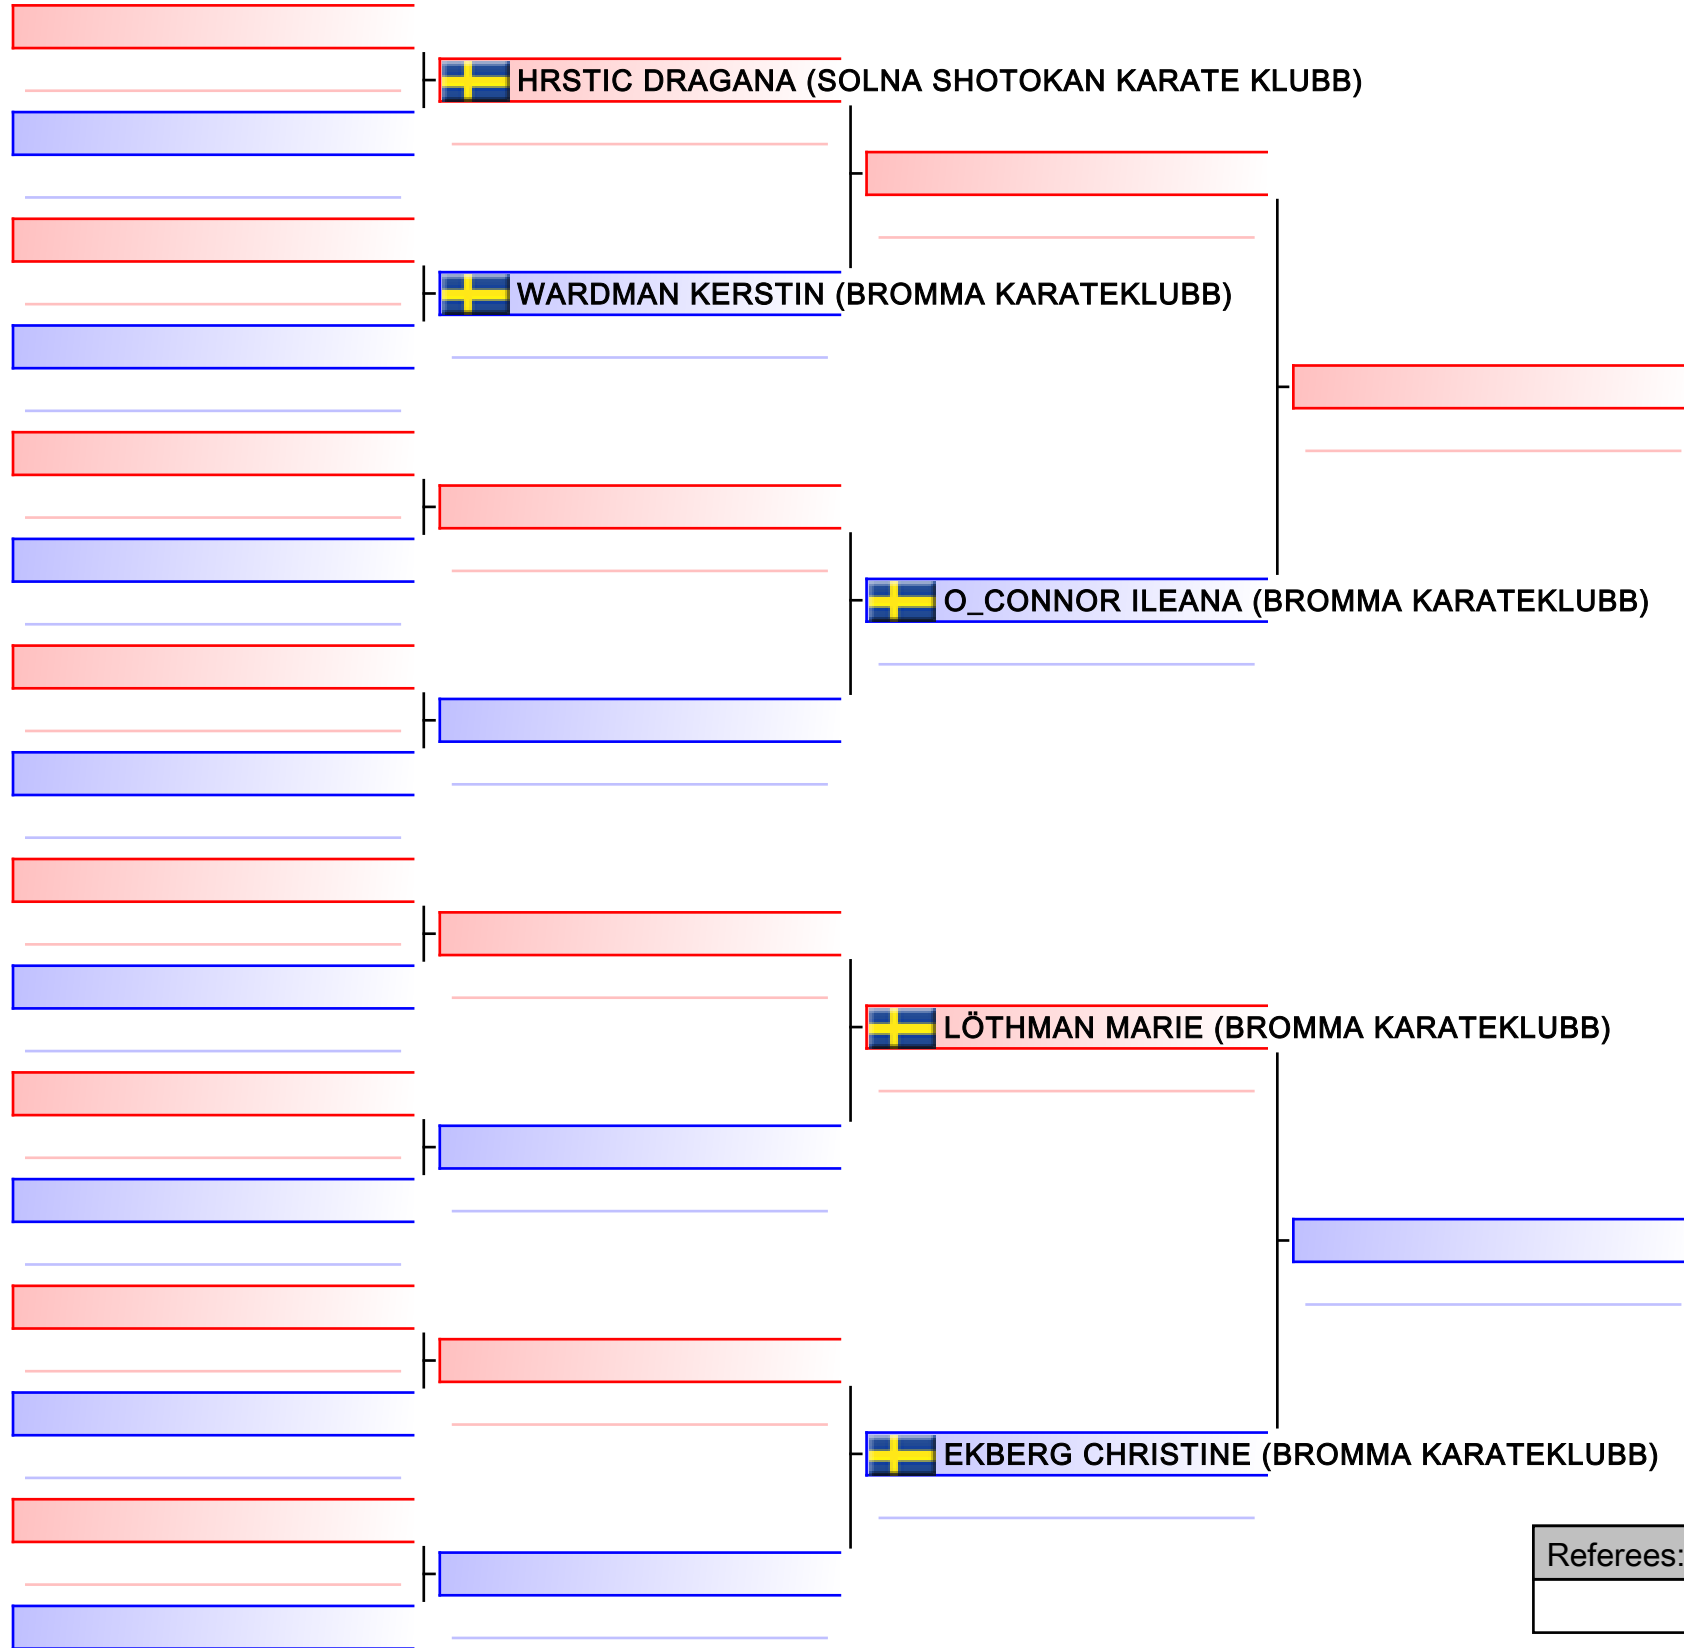 HRSTIC DRAGANA (SOLNA SHOTOKAN KARATE KLUBB)
WARDMAN KERSTIN (BROMMA KARATEKLUBB)
O_CONNOR ILEANA (BROMMA KARATEKLUBB)
LÖTHMAN MARIE (BROMMA KARATEKLUBB)
EKBERG CHRISTINE (BROMMA KARATEKLUBB)
Referees: